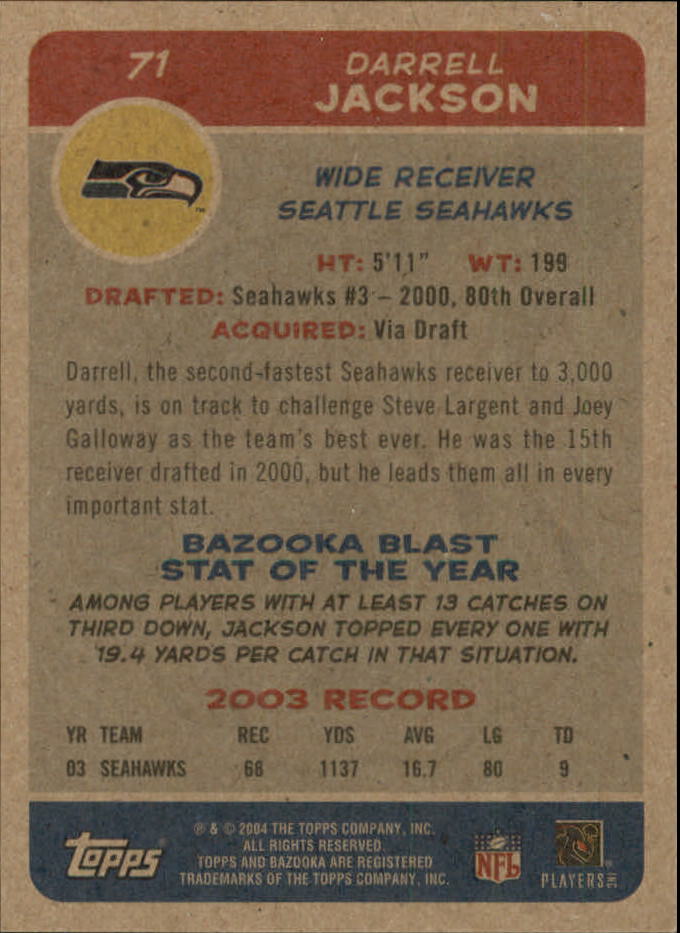 71
DARRELL
JACKSON
WIDE RECEIVER
SEATTLE SEAHAWKS
HT: 5'11" WT: 199
DRAFTED: Seahawks #3 – 2000, 80th Overall
ACQUIRED: Via Draft
Darrell, the second-fastest Seahawks receiver to 3,000
yards, is on track to challenge Steve Largent and Joey
Galloway as the team's best ever. He was the 15th
receiver drafted in 2000, but he leads them all in every
important stat.
BAZOOKA BLAST
STAT OF THE YEAR
AMONG PLAYERS WITH AT LEAST 13 CATCHES ON
THIRD DOWN, JACKSON TOPPED EVERY ONE WITH
19.4 YARDS PER CATCH IN THAT SITUATION.
2003 RECORD
YR TEAM REC YDS AVG LG TD
03 SEAHAWKS 68 1137 16.7 80 9
topps
℗ & © 2004 THE TOPPS COMPANY, INC.
ALL RIGHTS RESERVED.
TOPPS AND BAZOOKA ARE REGISTERED
TRADEMARKS OF THE TOPPS COMPANY, INC.
NFL
PLAYERS INC